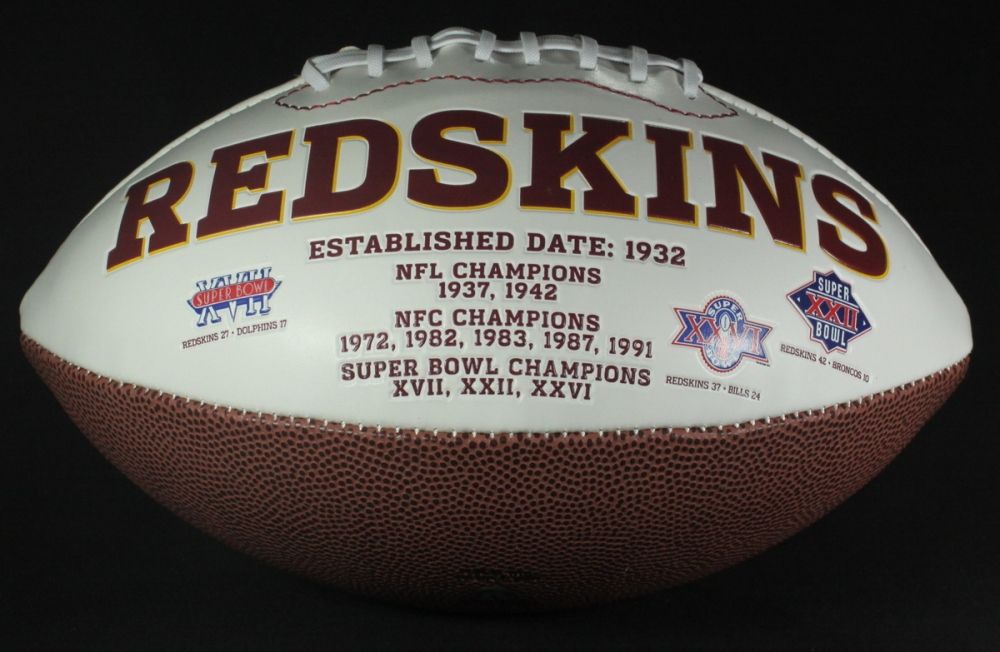 REDSKINS
ESTABLISHED DATE: 1932
NFL CHAMPIONS
1937, 1942
NFC CHAMPIONS
1972, 1982, 1983, 1987, 1991
SUPER BOWL CHAMPIONS
XVII, XXII, XXVI
XVII
SUPER BOWL
REDSKINS 27 • DOLPHINS 17
SUPER
XXVI
BOWL
REDSKINS 37 • BILLS 24
SUPER
XXII
BOWL
REDSKINS 42 • BRONCOS 10